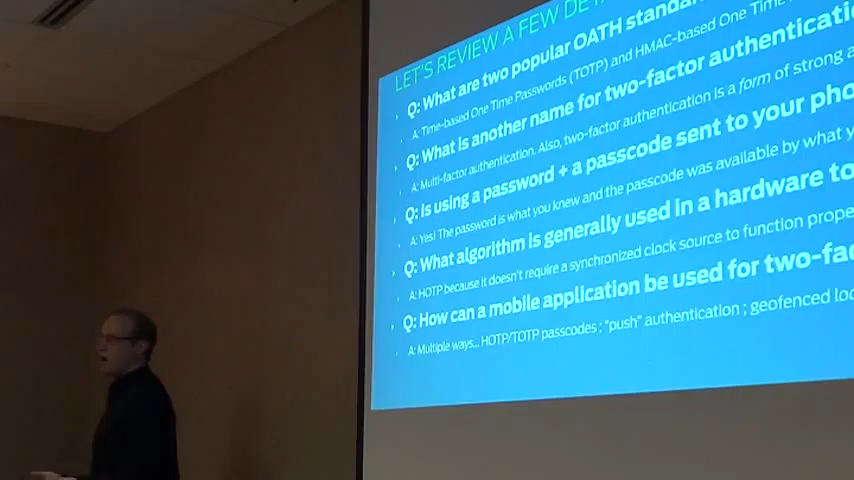 LET'S REVIEW A FEW DE
Q: What are two popular OATH standar
A: Time-based One Time Passwords (TOTP) and HMAC-based One Time
Q: What is another name for two-factor authenticati
A: Multi-factor authentication. Also, two-factor authentication is a form of strong a
Q: Is using a password + a passcode sent to your pho
A: Yes! The password is what you knew and the passcode was available by what y
Q: What algorithm is generally used in a hardware to
A: HOTP because it doesn't require a synchronized clock source to function prope
Q: How can a mobile application be used for two-fac
A: Multiple ways... HOTP/TOTP passcodes ; "push" authentication ; geofenced loc